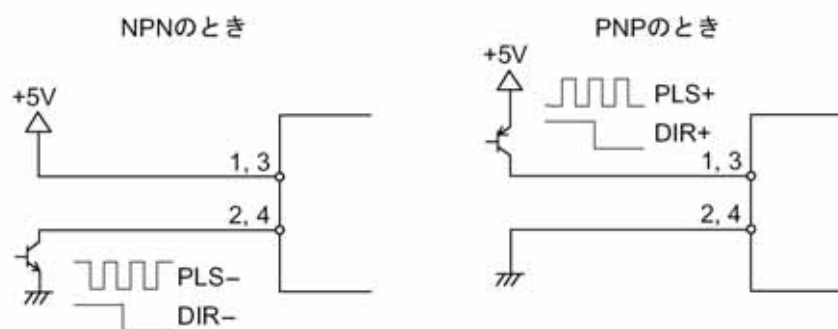 NPNのとき
+5V
1, 3
2, 4
PLS−
DIR−
PNPのとき
+5V
PLS+
DIR+
1, 3
2, 4